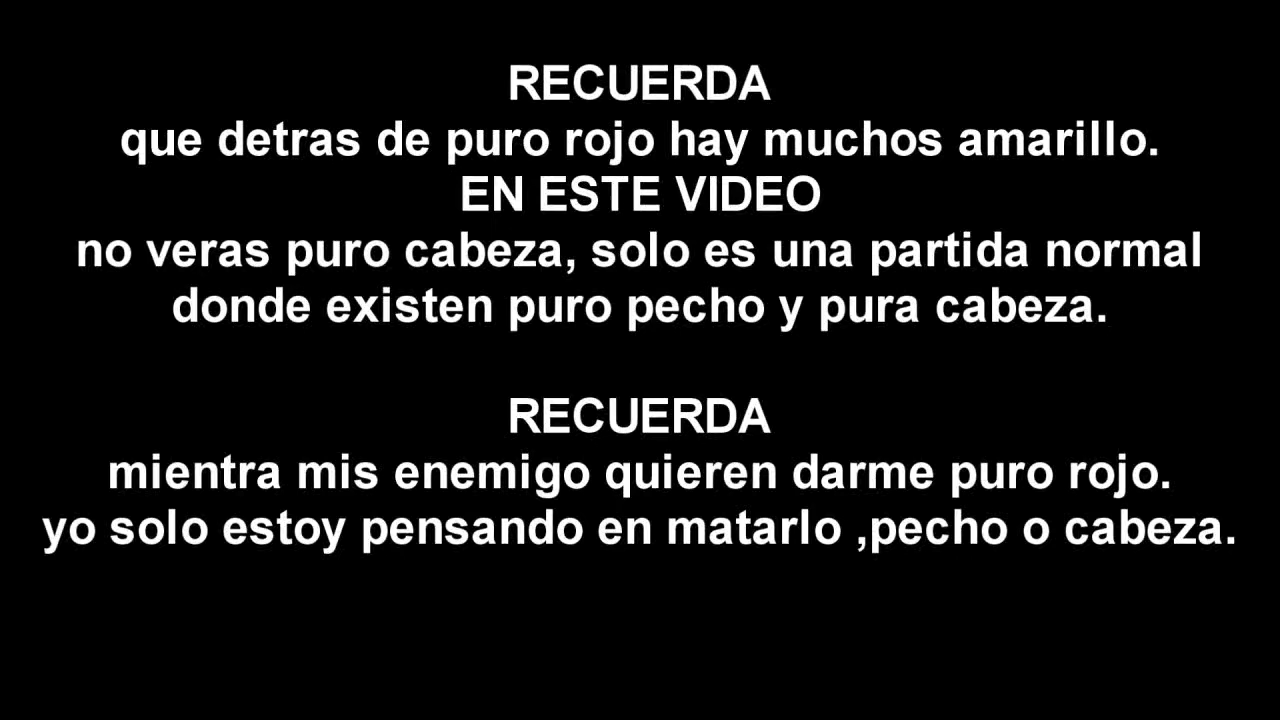 RECUERDA
que detras de puro rojo hay muchos amarillo.
EN ESTE VIDEO
no veras puro cabeza, solo es una partida normal
donde existen puro pecho y pura cabeza.
RECUERDA
mientra mis enemigo quieren darme puro rojo.
yo solo estoy pensando en matarlo ,pecho o cabeza.